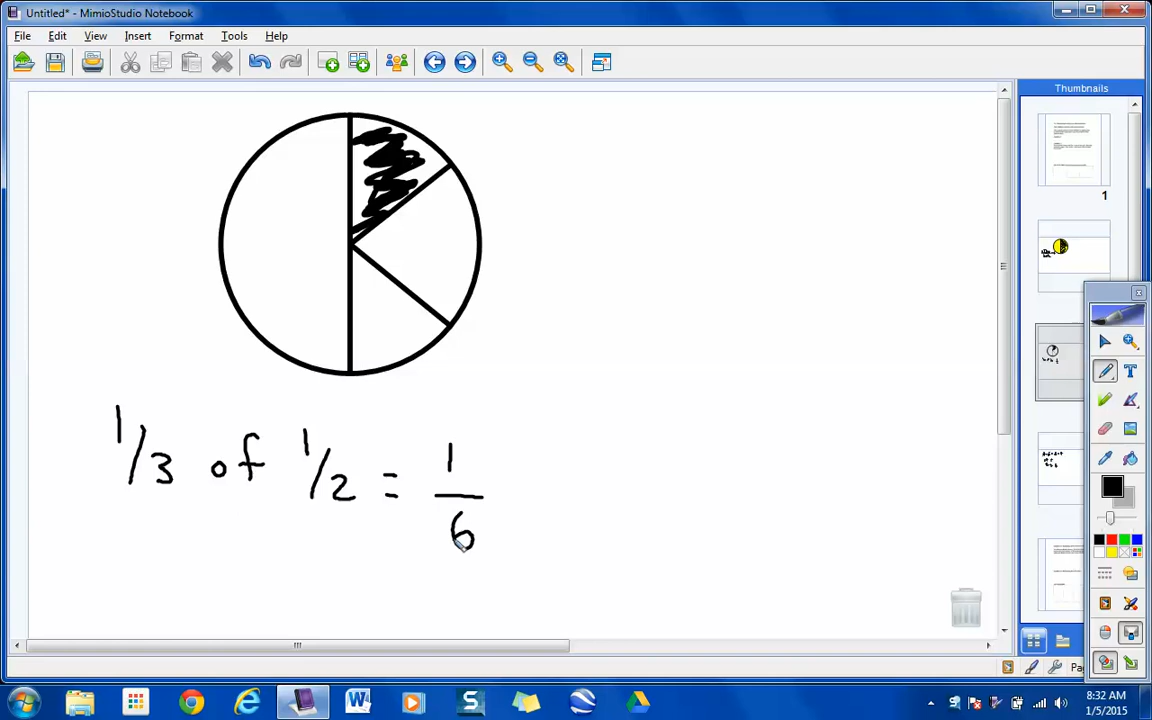 Untitled* - MimioStudio Notebook
File Edit View Insert Format Tools Help
Thumbnails
1
1/3 of 1/2 = 1/6
Pa
8:32 AM
1/5/2015